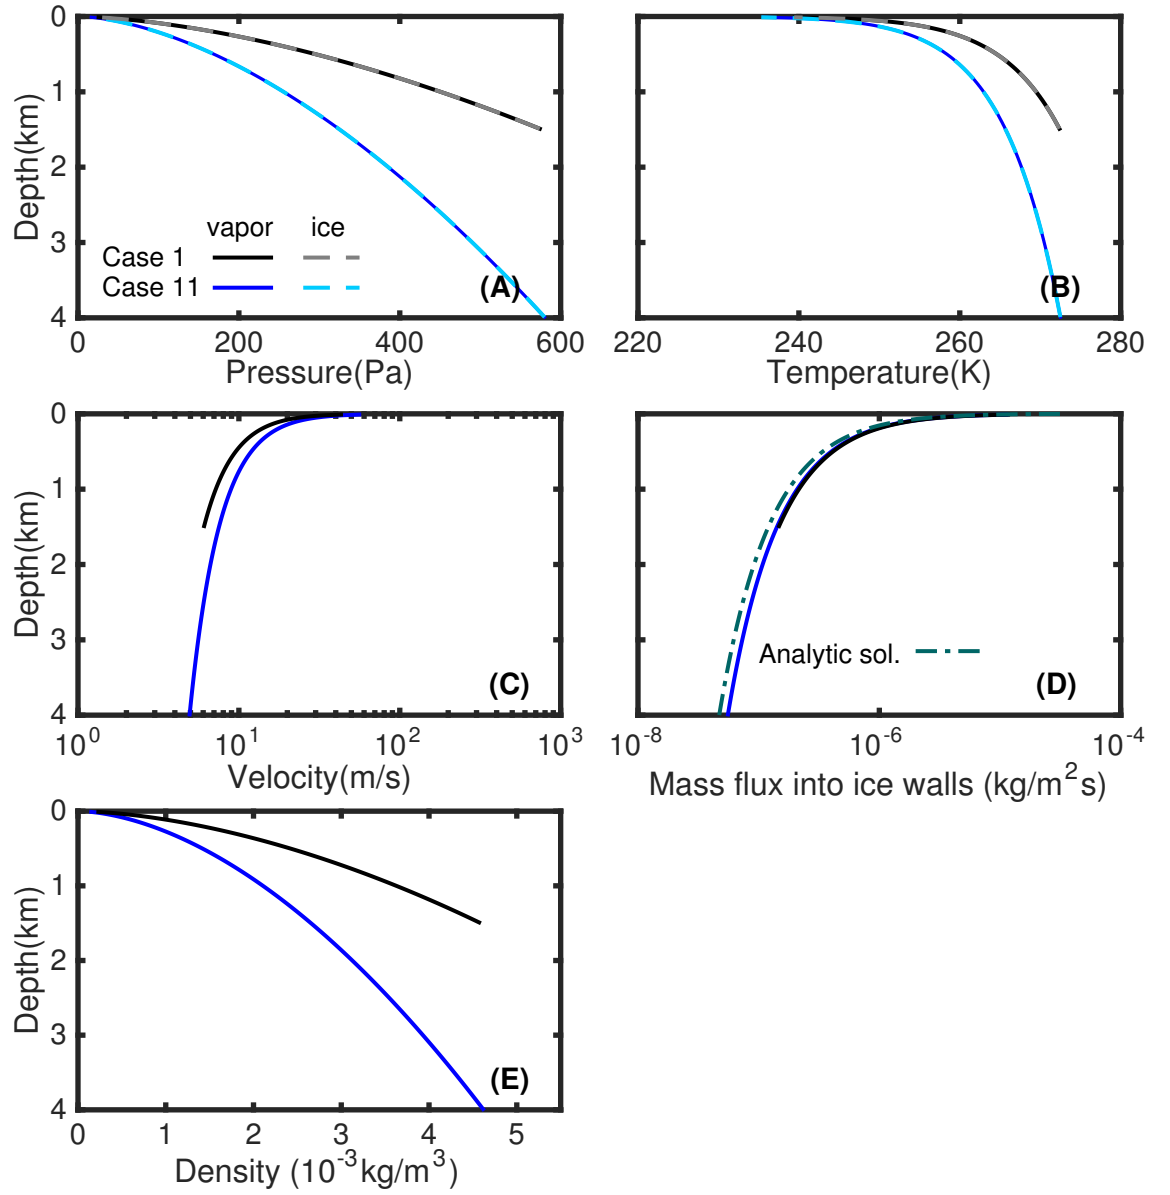 0
1
2
3
4
Depth(km)
vapor ice
Case 1
Case 11
(A)
0 200 400 600
Pressure(Pa)
(B)
220 240 260 280
Temperature(K)
0
1
2
3
4
Depth(km)
(C)
10^0 10^1 10^2 10^3
Velocity(m/s)
Analytic sol.
(D)
10^-8 10^-6 10^-4
Mass flux into ice walls (kg/m^2s)
0
1
2
3
4
Depth(km)
(E)
0 1 2 3 4 5
Density (10^-3kg/m^3)